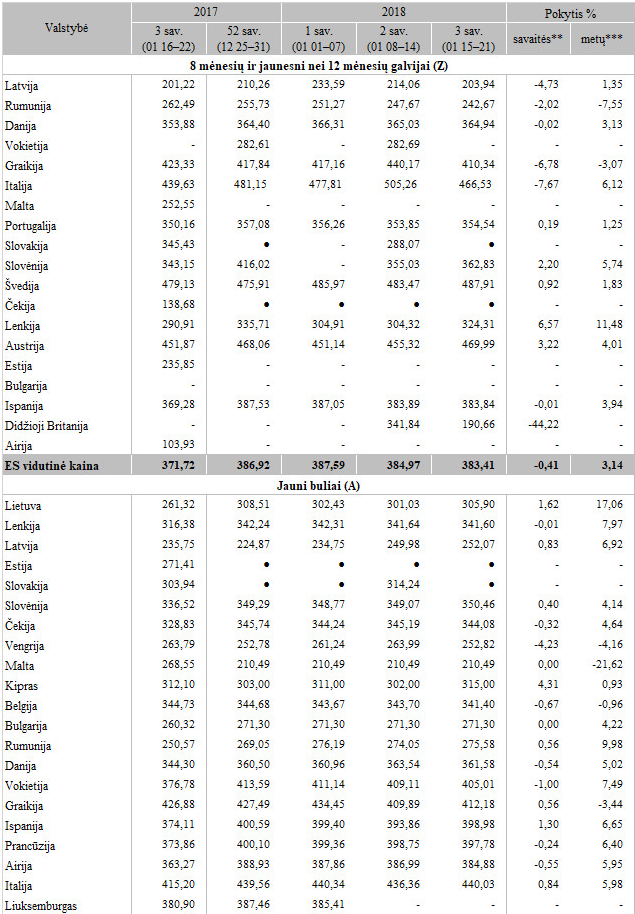 Valstybė 2017 2018 Pokytis %
3 sav. (01 16–22) 52 sav. (12 25–31) 1 sav. (01 01–07) 2 sav. (01 08–14) 3 sav. (01 15–21) savaitės** metų***
8 mėnesių ir jaunesni nei 12 mėnesių galvijai (Z)
Latvija 201,22 210,26 233,59 214,06 203,94 -4,73 1,35
Rumunija 262,49 255,73 251,27 247,67 242,67 -2,02 -7,55
Danija 353,88 364,40 366,31 365,03 364,94 -0,02 3,13
Vokietija - 282,61 - 282,69 - - -
Graikija 423,33 417,84 417,16 440,17 410,34 -6,78 -3,07
Italija 439,63 481,15 477,81 505,26 466,53 -7,67 6,12
Malta 252,55 - - - - - -
Portugalija 350,16 357,08 356,26 353,85 354,54 0,19 1,25
Slovakija 345,43 ● - 288,07 ● - -
Slovėnija 343,15 416,02 - 355,03 362,83 2,20 5,74
Švedija 479,13 475,91 485,97 483,47 487,91 0,92 1,83
Čekija 138,68 ● ● ● ● - -
Lenkija 290,91 335,71 304,91 304,32 324,31 6,57 11,48
Austrija 451,87 468,06 451,14 455,32 469,99 3,22 4,01
Estija 235,85 - - - - - -
Bulgarija - - - - - - -
Ispanija 369,28 387,53 387,05 383,89 383,84 -0,01 3,94
Didžioji Britanija - - - 341,84 190,66 -44,22 -
Airija 103,93 - - - - - -
ES vidutinė kaina 371,72 386,92 387,59 384,97 383,41 -0,41 3,14
Jauni buliai (A)
Lietuva 261,32 308,51 302,43 301,03 305,90 1,62 17,06
Lenkija 316,38 342,24 342,31 341,64 341,60 -0,01 7,97
Latvija 235,75 224,87 234,75 249,98 252,07 0,83 6,92
Estija 271,41 ● ● ● ● - -
Slovakija 303,94 ● ● 314,24 ● - -
Slovėnija 336,52 349,29 348,77 349,07 350,46 0,40 4,14
Čekija 328,83 345,74 344,24 345,19 344,08 -0,32 4,64
Vengrija 263,79 252,78 261,24 263,99 252,82 -4,23 -4,16
Malta 268,55 210,49 210,49 210,49 210,49 0,00 -21,62
Kipras 312,10 303,00 311,00 302,00 315,00 4,31 0,93
Belgija 344,73 344,68 343,67 343,70 341,40 -0,67 -0,96
Bulgarija 260,32 271,30 271,30 271,30 271,30 0,00 4,22
Rumunija 250,57 269,05 276,19 274,05 275,58 0,56 9,98
Danija 344,30 360,50 360,96 363,54 361,58 -0,54 5,02
Vokietija 376,78 413,59 411,14 409,11 405,01 -1,00 7,49
Graikija 426,88 427,49 434,45 409,89 412,18 0,56 -3,44
Ispanija 374,11 400,59 399,40 393,86 398,98 1,30 6,65
Prancūzija 373,86 400,10 399,36 398,75 397,78 -0,24 6,40
Airija 363,27 388,93 387,86 386,99 384,88 -0,55 5,95
Italija 415,20 439,56 440,34 436,36 440,03 0,84 5,98
Liuksemburgas 380,90 387,46 385,41 - - - -